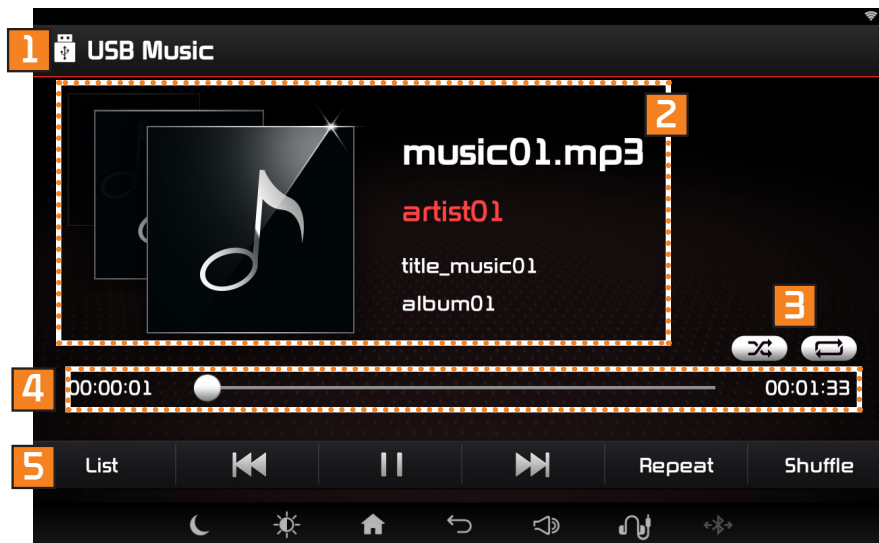 1 USB Music
2
music01.mp3
artist01
title_music01
album01
3
4 00:00:01 00:01:33
5 List Repeat Shuffle